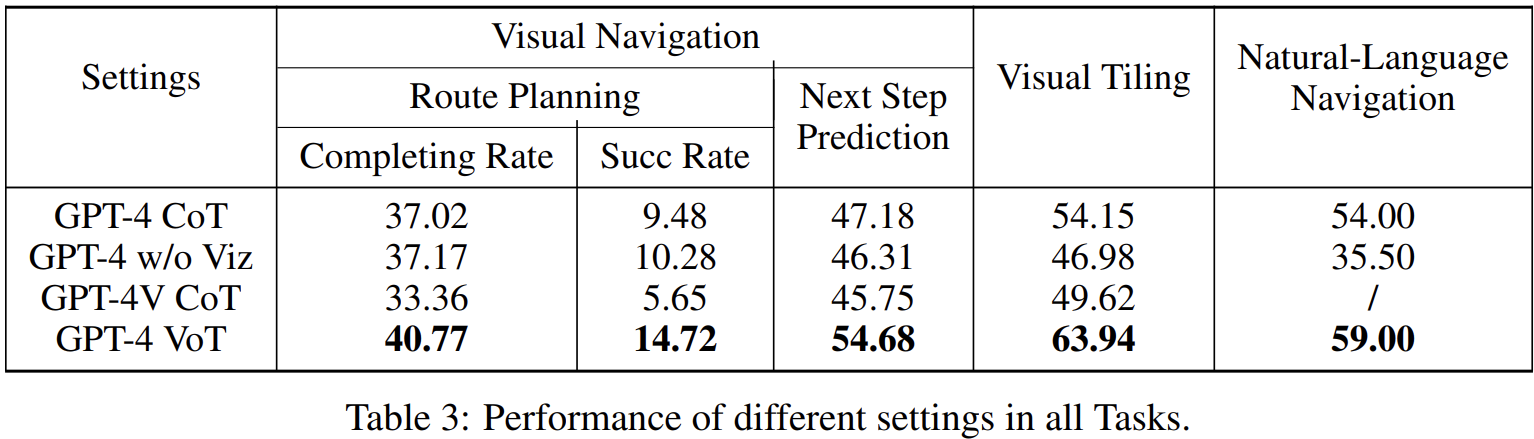 Settings
Visual Navigation
Visual Tiling
Natural-Language
Navigation
Route Planning
Next Step
Prediction
Completing Rate Succ Rate
GPT-4 CoT 37.02 9.48 47.18 54.15 54.00
GPT-4 w/o Viz 37.17 10.28 46.31 46.98 35.50
GPT-4V CoT 33.36 5.65 45.75 49.62 /
GPT-4 VoT 40.77 14.72 54.68 63.94 59.00
Table 3: Performance of different settings in all Tasks.